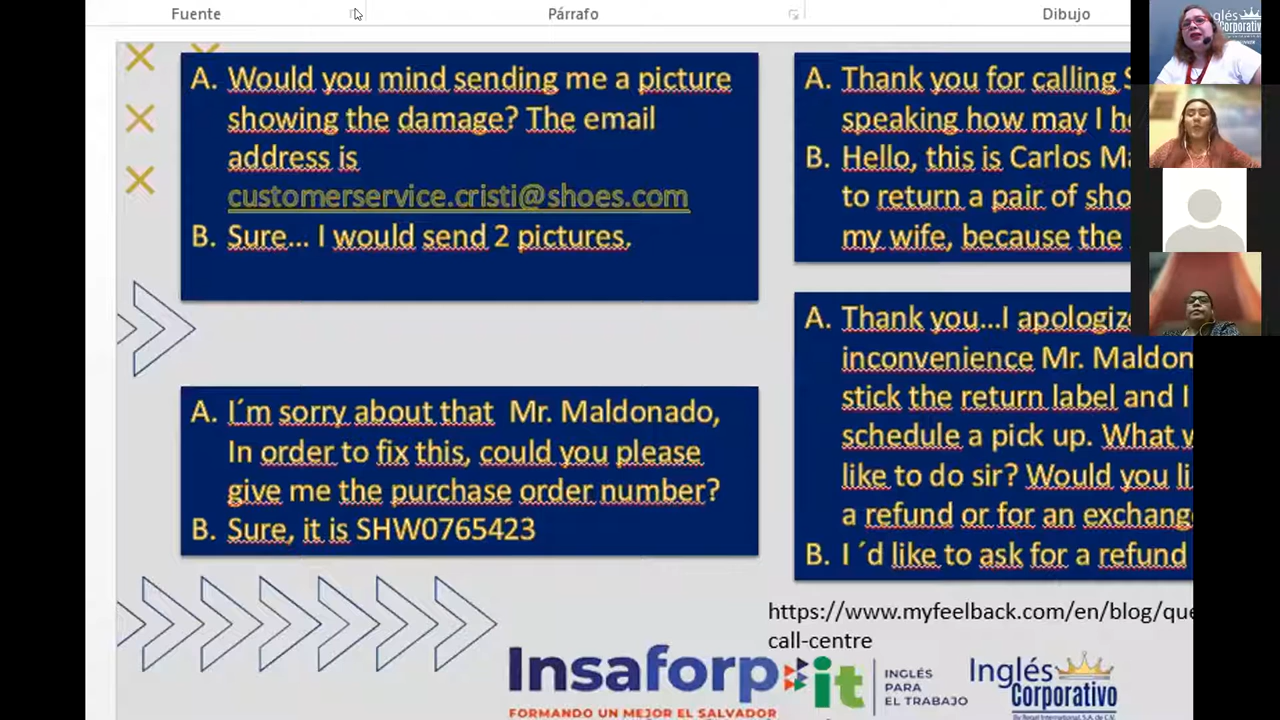 Fuente
Párrafo
Dibujo
A. Would you mind sending me a picture
showing the damage? The email
address is
customerservice.cristi@shoes.com
B. Sure... I would send 2 pictures.
A. I´m sorry about that Mr. Maldonado,
In order to fix this, could you please
give me the purchase order number?
B. Sure, it is SHW0765423
A. Thank you for calling
speaking how may I
B. Hello, this is Carlos
to return a pair of
my wife, because the
A. Thank you...I
inconvenience Mr.
stick the return label and I
schedule a pick up. What
like to do sir? Would you
a refund or for an
B. I ´d like to ask for a refund
https://www.myfeelback.com/en/blog/que
call-centre
Insaforp
FORMANDO UN MEJOR EL SALVADOR
it
INGLÉS
PARA
EL TRABAJO
Inglés
Corporativo
Inglés
Corporativo